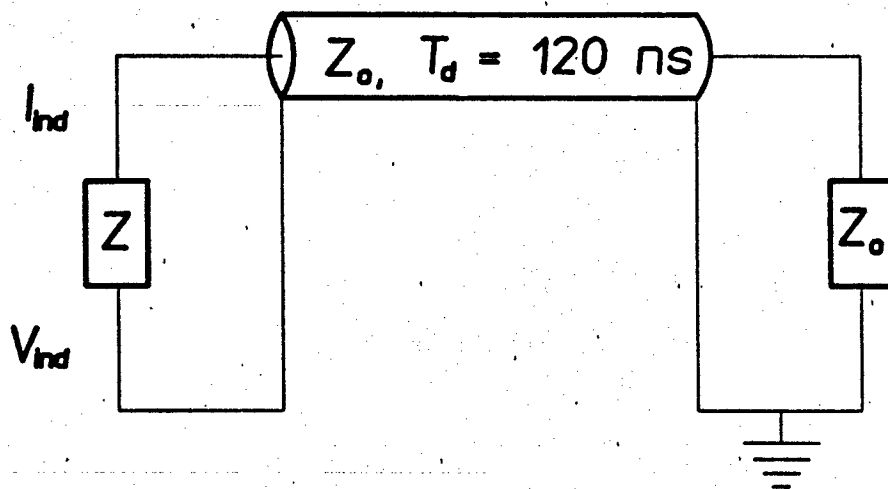 Z₀, T_d = 120 ns
I_ind
Z
Z₀
V_ind